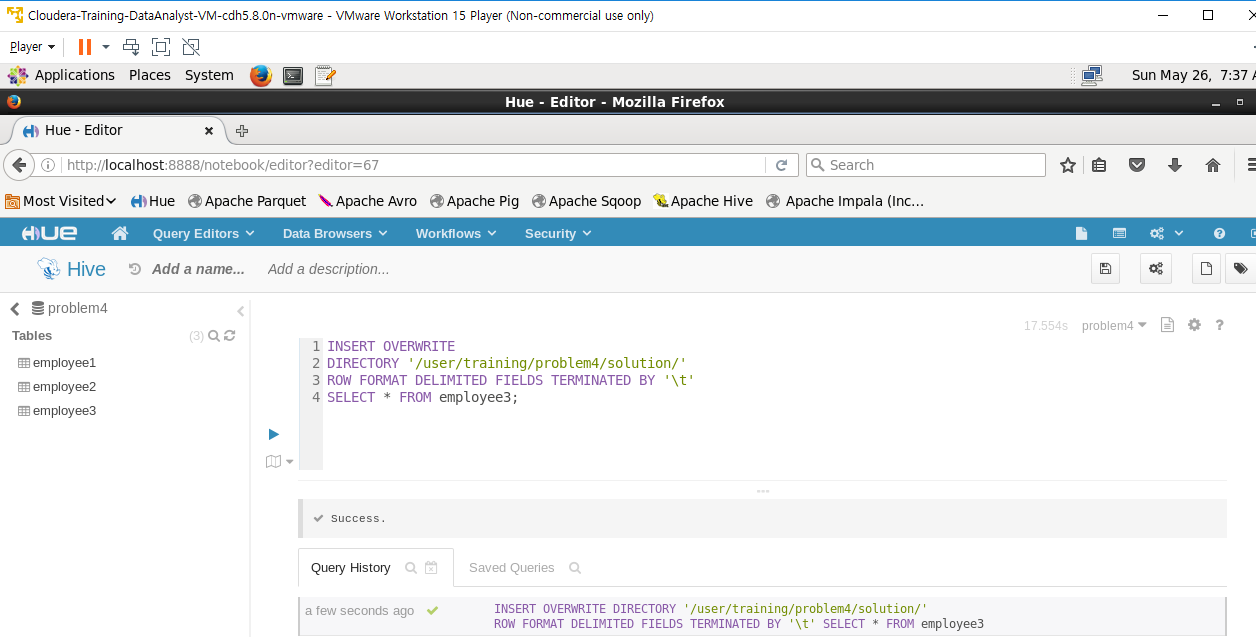 Cloudera-Training-DataAnalyst-VM-cdh5.8.0n-vmware - VMware Workstation 15 Player (Non-commercial use only)
Player
Applications Places System Sun May 26, 7:37 A
Hue - Editor - Mozilla Firefox
Hue - Editor
http://localhost:8888/notebook/editor?editor=67 Search
Most Visited Hue Apache Parquet Apache Avro Apache Pig Apache Sqoop Apache Hive Apache Impala (Inc...
HUE Query Editors Data Browsers Workflows Security
Hive Add a name... Add a description...
problem4
17.554s problem4 ?
Tables (3)
employee1
employee2
employee3
1 INSERT OVERWRITE
2 DIRECTORY '/user/training/problem4/solution/'
3 ROW FORMAT DELIMITED FIELDS TERMINATED BY '\t'
4 SELECT * FROM employee3;
Success.
Query History Saved Queries
a few seconds ago INSERT OVERWRITE DIRECTORY '/user/training/problem4/solution/'
ROW FORMAT DELIMITED FIELDS TERMINATED BY '\t' SELECT * FROM employee3